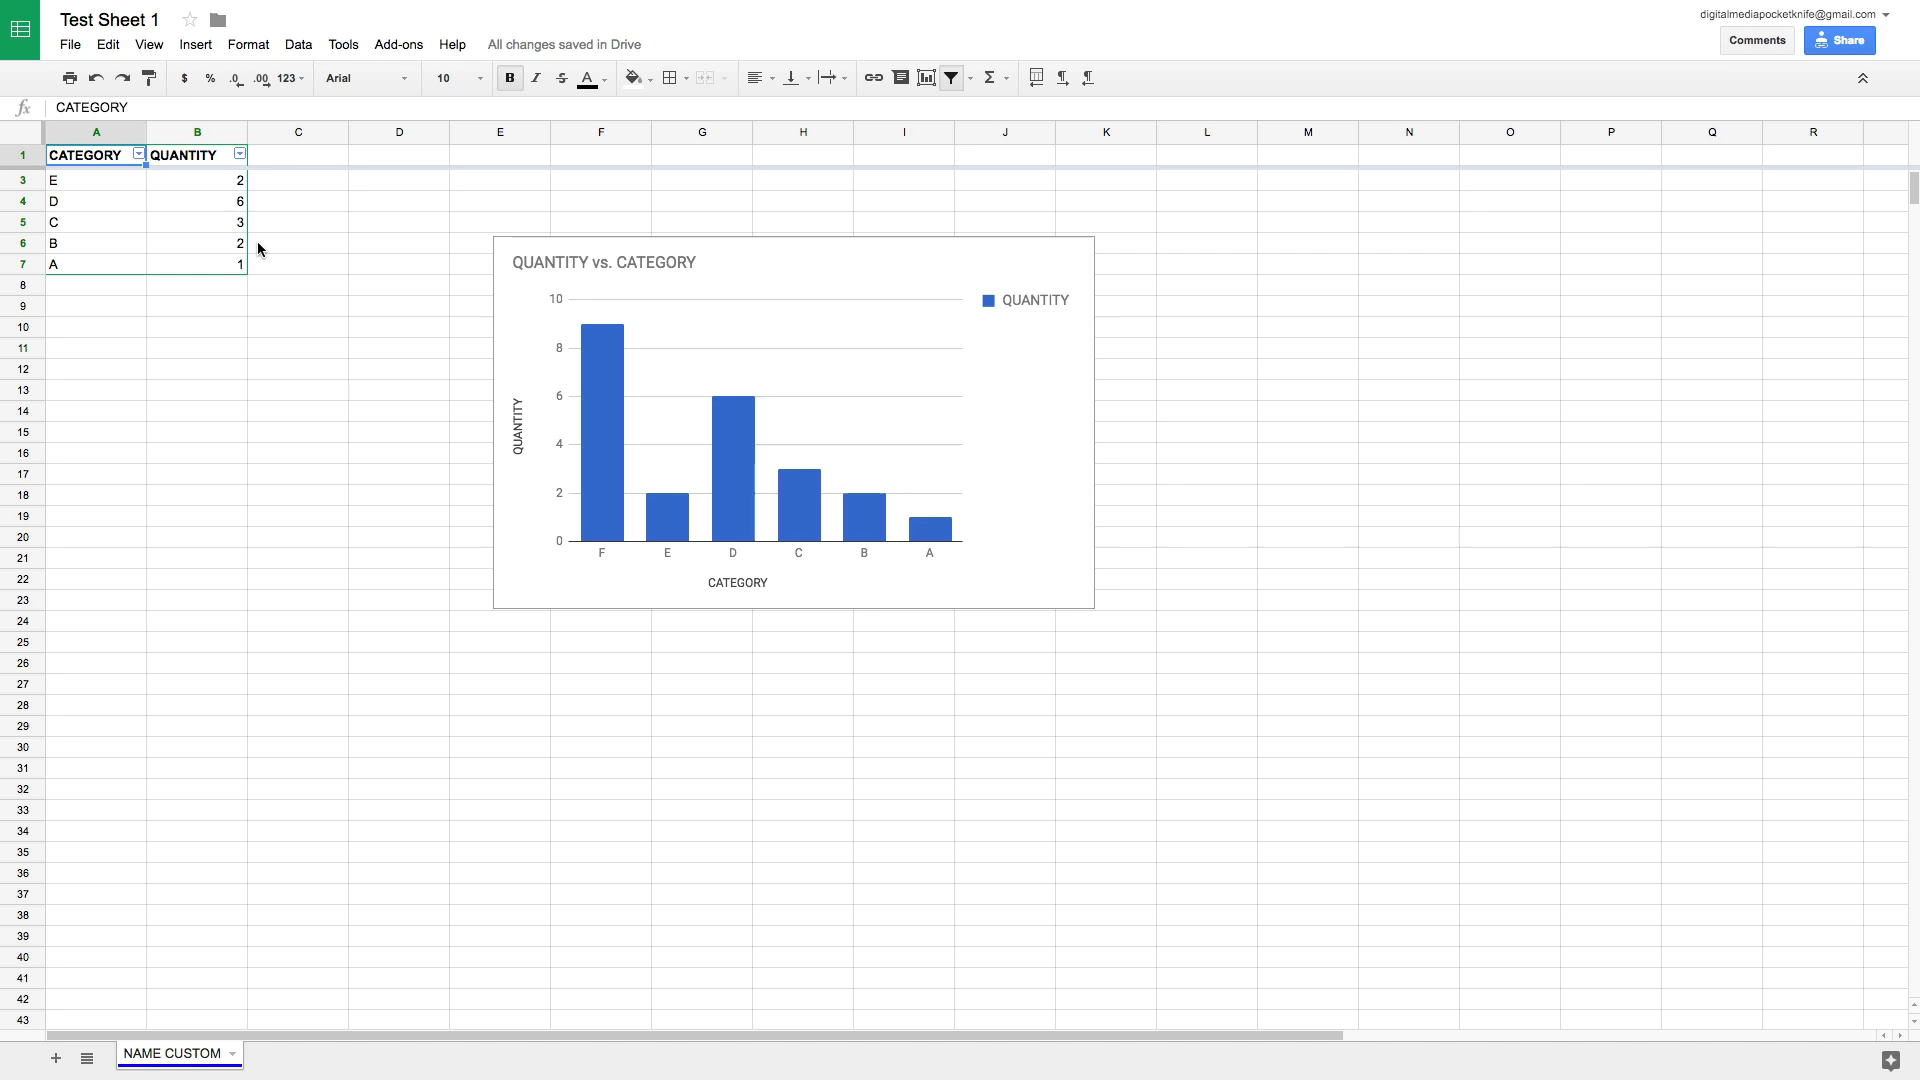 Test Sheet 1
digitalmediapocketknife@gmail.com
File Edit View Insert Format Data Tools Add-ons Help All changes saved in Drive
Comments Share
$ % .0 .00 123 Arial 10 B I S A Σ
fx CATEGORY
A B C D E F G H I J K L M N O P Q R
1 CATEGORY QUANTITY
3 E 2
4 D 6
5 C 3
6 B 2
7 A 1
8
9
10
11
12
13
14
15
16
17
18
19
20
21
22
23
24
25
26
27
28
29
30
31
32
33
34
35
36
37
38
39
40
41
42
43
QUANTITY vs. CATEGORY
QUANTITY
10
8
6
4
2
0
QUANTITY
F E D C B A
CATEGORY
NAME CUSTOM